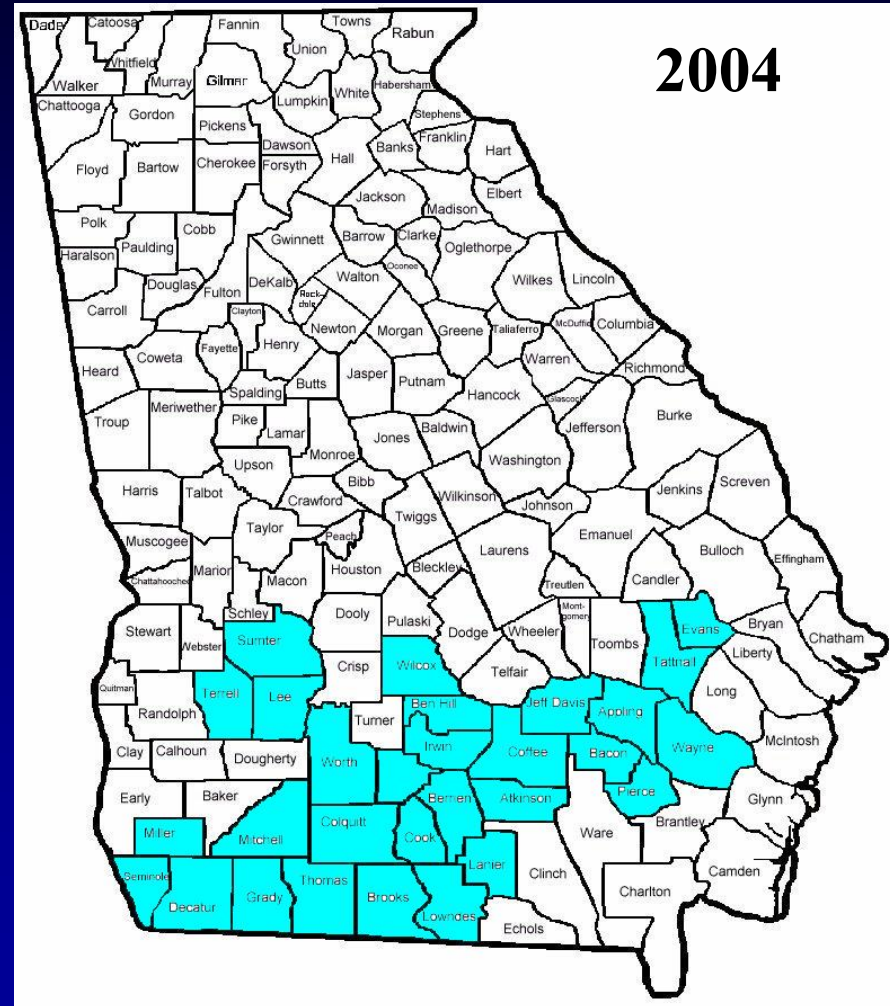 2004
Dade
Catoosa
Fannin
Towns
Rabun
Union
Whitfield
Murray
Gilmer
Walker
White
Habersham
Lumpkin
Chattooga
Gordon
Stephens
Pickens
Dawson
Banks
Franklin
Hart
Hall
Floyd
Bartow
Cherokee
Forsyth
Elbert
Jackson
Madison
Polk
Cobb
Gwinnett
Barrow
Clarke
Paulding
Oglethorpe
Haralson
Oconee
Walton
Wilkes
Lincoln
Douglas
Fulton
DeKalb
Rock-
dale
Carroll
Clayton
Newton
Morgan
Greene
Taliaferro
McDuffie
Columbia
Henry
Fayette
Coweta
Warren
Heard
Butts
Jasper
Putnam
Richmond
Spalding
Hancock
Glascock
Meriwether
Troup
Pike
Lamar
Jones
Baldwin
Jefferson
Burke
Monroe
Washington
Upson
Screven
Bibb
Harris
Talbot
Wilkinson
Jenkins
Crawford
Johnson
Twiggs
Taylor
Peach
Emanuel
Muscogee
Laurens
Bulloch
Houston
Bleckley
Effingham
Marior
Macon
Chattahoochee
Treutlen
Candler
Schley
Dooly
Pulaski
Mont-
gomery
Stewart
Webster
Sumter
Dodge
Wheeler
Toombs
Evans
Bryan
Chatham
Liberty
Crisp
Wilcox
Telfair
Tattnall
Quitman
Terrell
Lee
Long
Randolph
Ben Hill
Jeff Davis
Appling
Turner
Clay
Calhoun
Dougherty
Irwin
Coffee
Bacon
Wayne
McIntosh
Worth
Early
Baker
Berrien
Atkinson
Pierce
Glynn
Miller
Mitchell
Colquitt
Cook
Ware
Brantley
Lanier
Clinch
Camden
Seminole
Decatur
Grady
Thomas
Brooks
Lowndes
Charlton
Echols